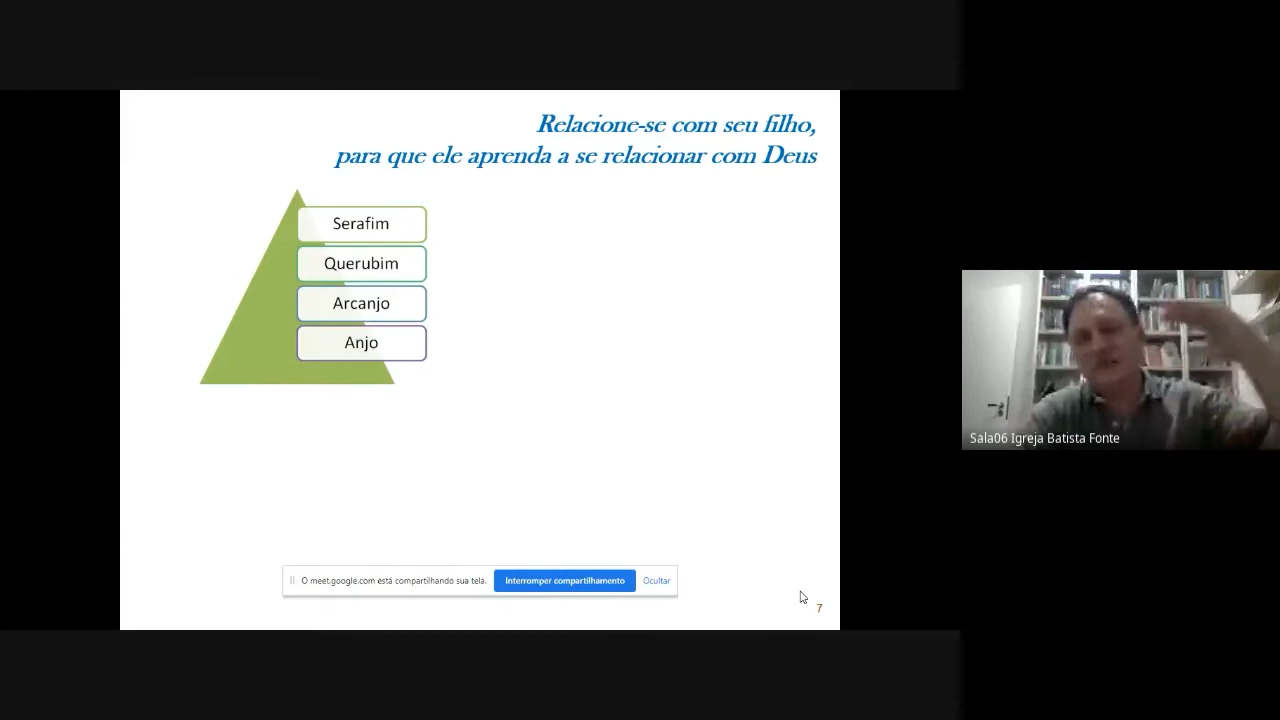 Relacione-se com seu filho,
para que ele aprenda a se relacionar com Deus
Serafim
Querubim
Arcanjo
Anjo
Sala06 Igreja Batista Fonte
O meet.google.com está compartilhando sua tela.
Interromper compartilhamento
Ocultar
7